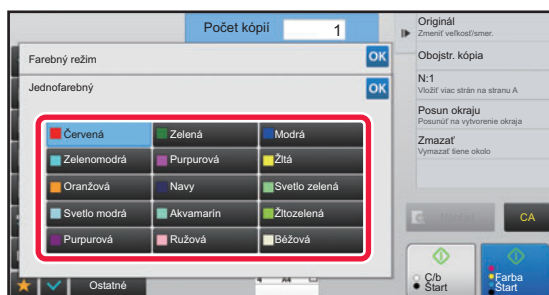 Počet kópií 1
Farebný režim OK
Jednofarebný OK
Červená Zelená Modrá
Zelenomodrá Purpurová Žltá
Oranžová Navy Svetlo zelená
Svetlo modrá Akvamarín Žltozelená
Purpurová Ružová Béžová
Ostatné
A4
Originál
Zmeniť veľkosť/smer.
Obojstr. kópia
N:1
Vložiť viac strán na stranu A
Posun okraju
Posunúť na vytvorenie okraja
Zmazať
Vymazať tiene okolo
CA
Č/b
Štart
Farba
Štart